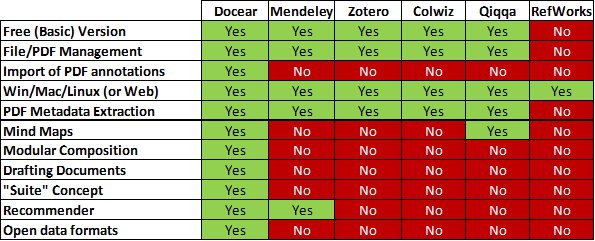 Docear Mendeley Zotero Colwiz Qiqqa RefWorks
Free (Basic) Version Yes Yes Yes Yes Yes No
File/PDF Management Yes Yes Yes Yes Yes No
Import of PDF annotations Yes No No No No No
Win/Mac/Linux (or Web) Yes Yes Yes Yes Yes Yes
PDF Metadata Extraction Yes Yes Yes Yes Yes No
Mind Maps Yes No No No Yes No
Modular Composition Yes No No No No No
Drafting Documents Yes No No No No No
"Suite" Concept Yes No No No No No
Recommender Yes Yes No No No No
Open data formats Yes No No No No No